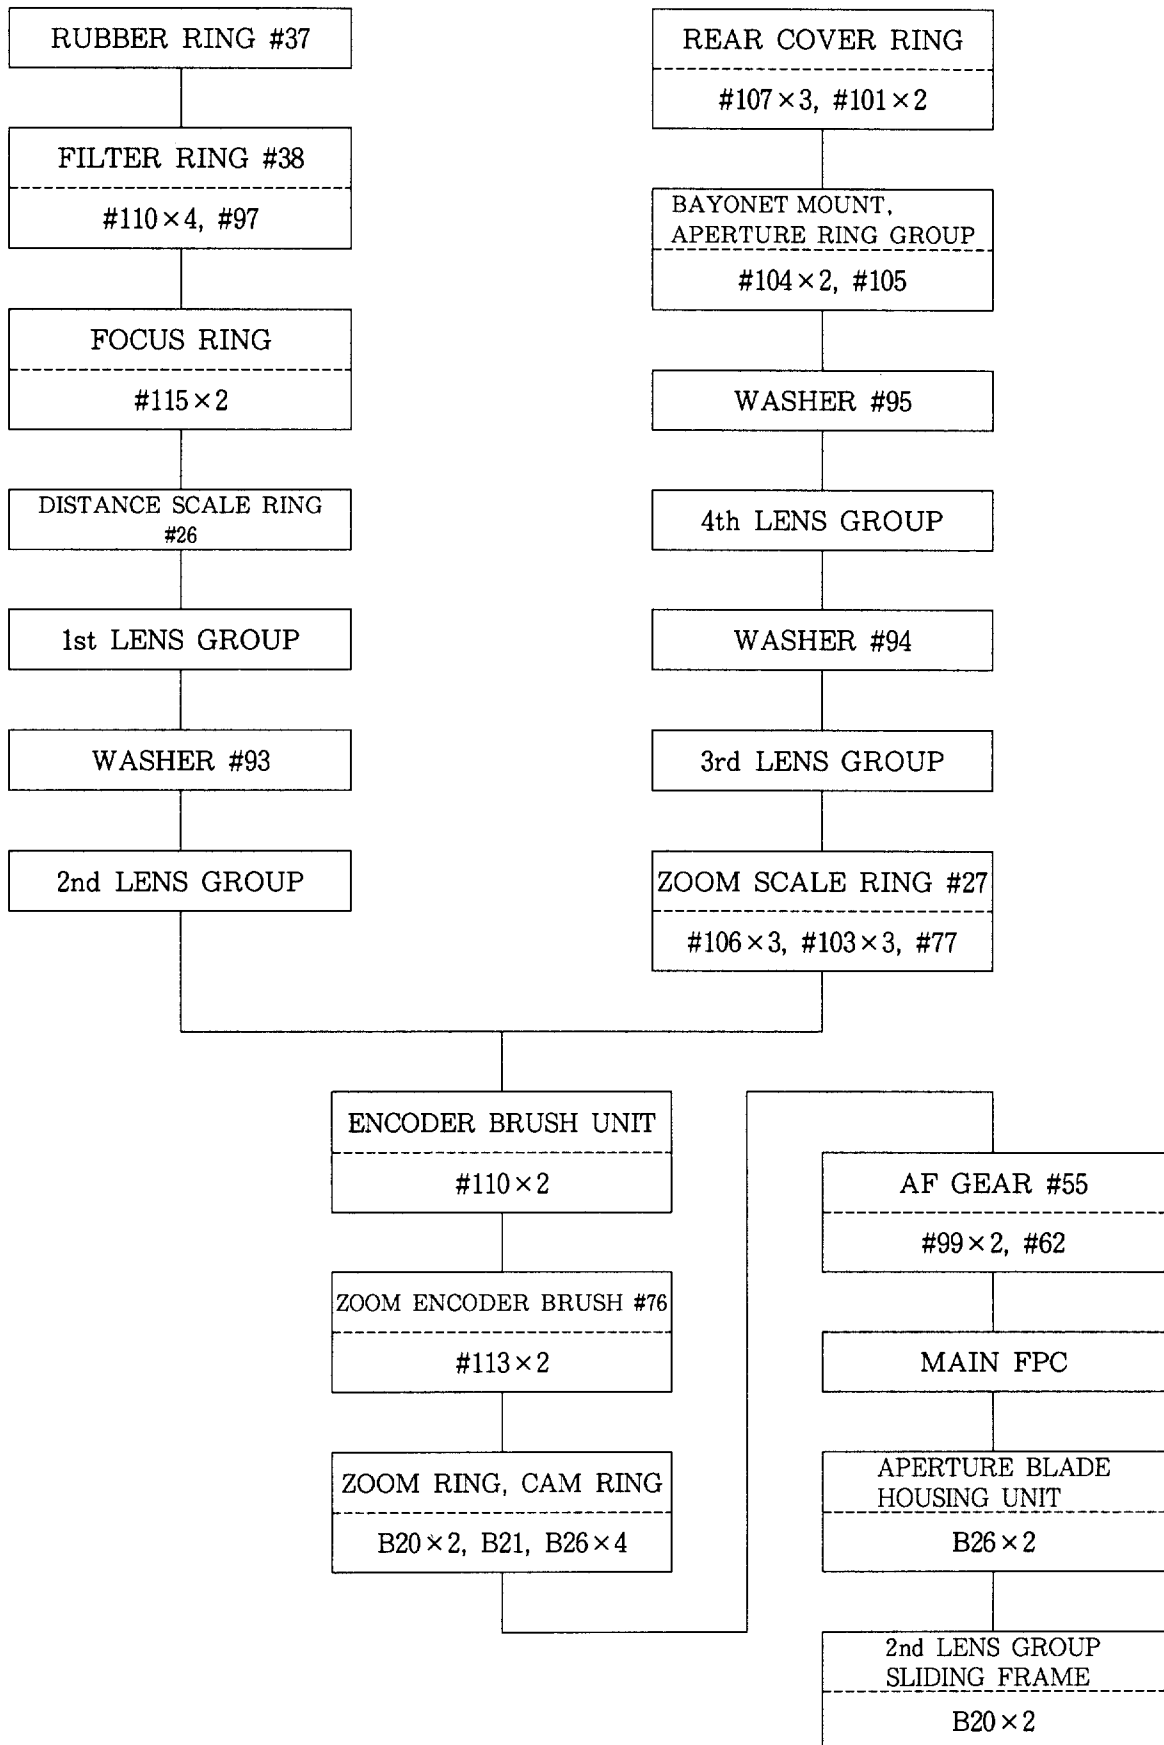 RUBBER RING #37
FILTER RING #38
#110×4, #97
FOCUS RING
#115×2
DISTANCE SCALE RING
#26
1st LENS GROUP
WASHER #93
2nd LENS GROUP
REAR COVER RING
#107×3, #101×2
BAYONET MOUNT,
APERTURE RING GROUP
#104×2, #105
WASHER #95
4th LENS GROUP
WASHER #94
3rd LENS GROUP
ZOOM SCALE RING #27
#106×3, #103×3, #77
ENCODER BRUSH UNIT
#110×2
ZOOM ENCODER BRUSH #76
#113×2
ZOOM RING, CAM RING
B20×2, B21, B26×4
AF GEAR #55
#99×2, #62
MAIN FPC
APERTURE BLADE
HOUSING UNIT
B26×2
2nd LENS GROUP
SLIDING FRAME
B20×2